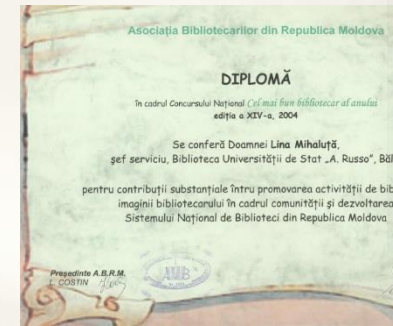 Asociația Bibliotecarilor din Republica Moldova
DIPLOMĂ
în cadrul Concursului Național Cel mai bun bibliotecar al anului
ediția a XIV-a, 2004
Se conferă Doamnei Lina Mihaluță,
șef serviciu, Biblioteca Universității de Stat „A. Russo”, Băl
pentru contribuții substanțiale întru promovarea activității de bib
imaginii bibliotecarului în cadrul comunității și dezvoltarea
Sistemului Național de Biblioteci din Republica Moldova
Președinte A.B.R.M.
L. COSTIN